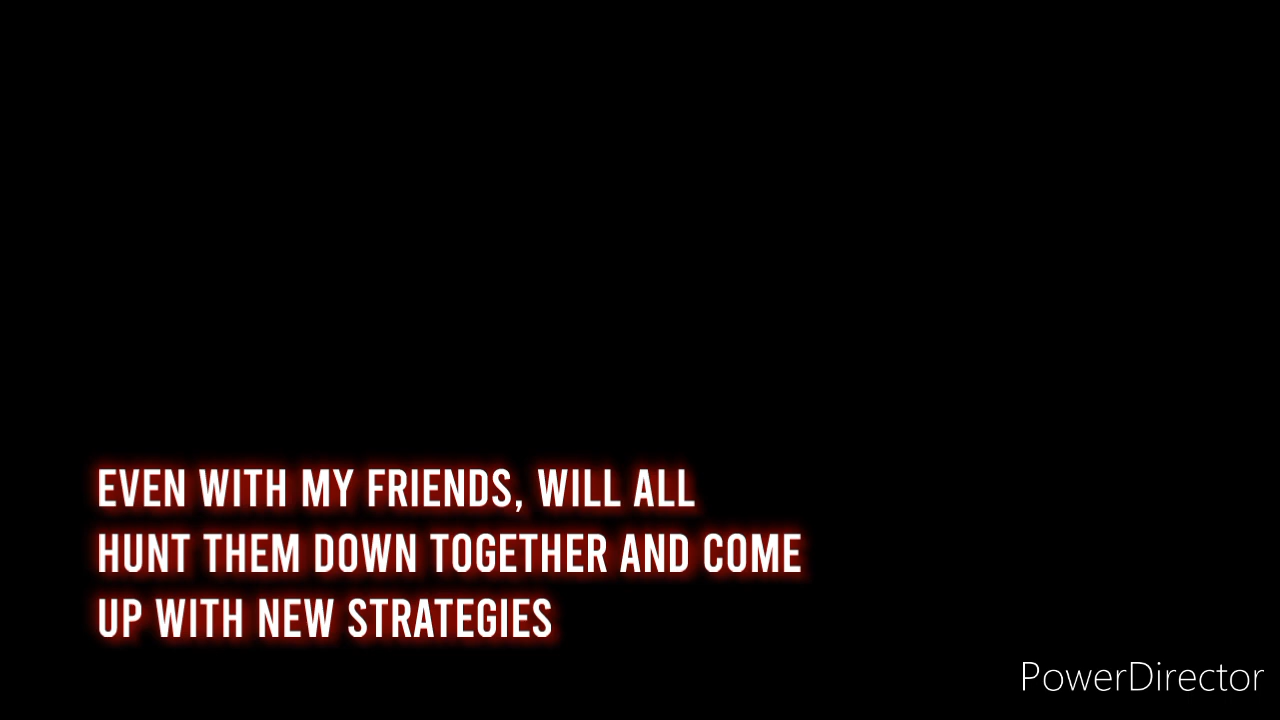 EVEN WITH MY FRIENDS, WILL ALL
HUNT THEM DOWN TOGETHER AND COME
UP WITH NEW STRATEGIES
PowerDirector